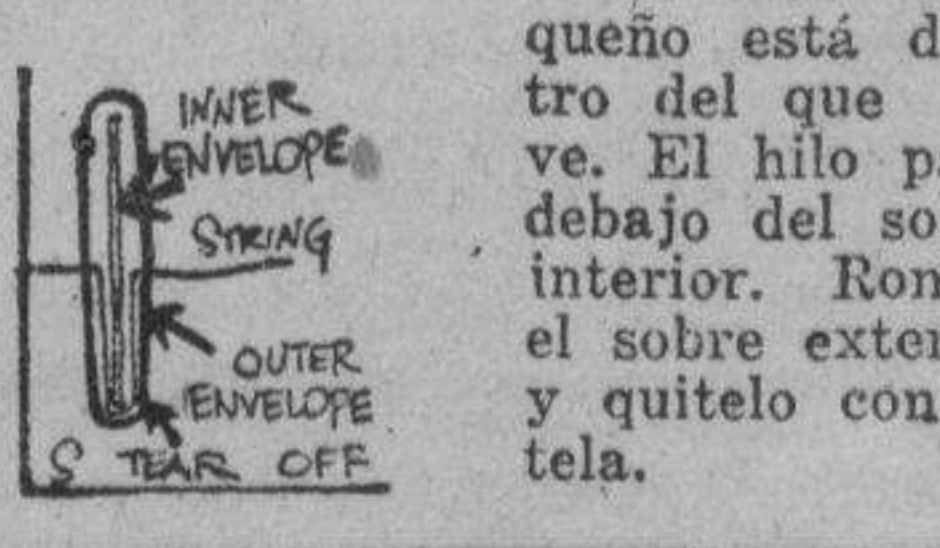 INNER
ENVELOPE
STRING
OUTER
ENVELOPE
S TEAR OFF
queño está d
tro del que
ve. El hilo p
debajo del so
interior. Ron
el sobre exter
y quitelo con
tela.